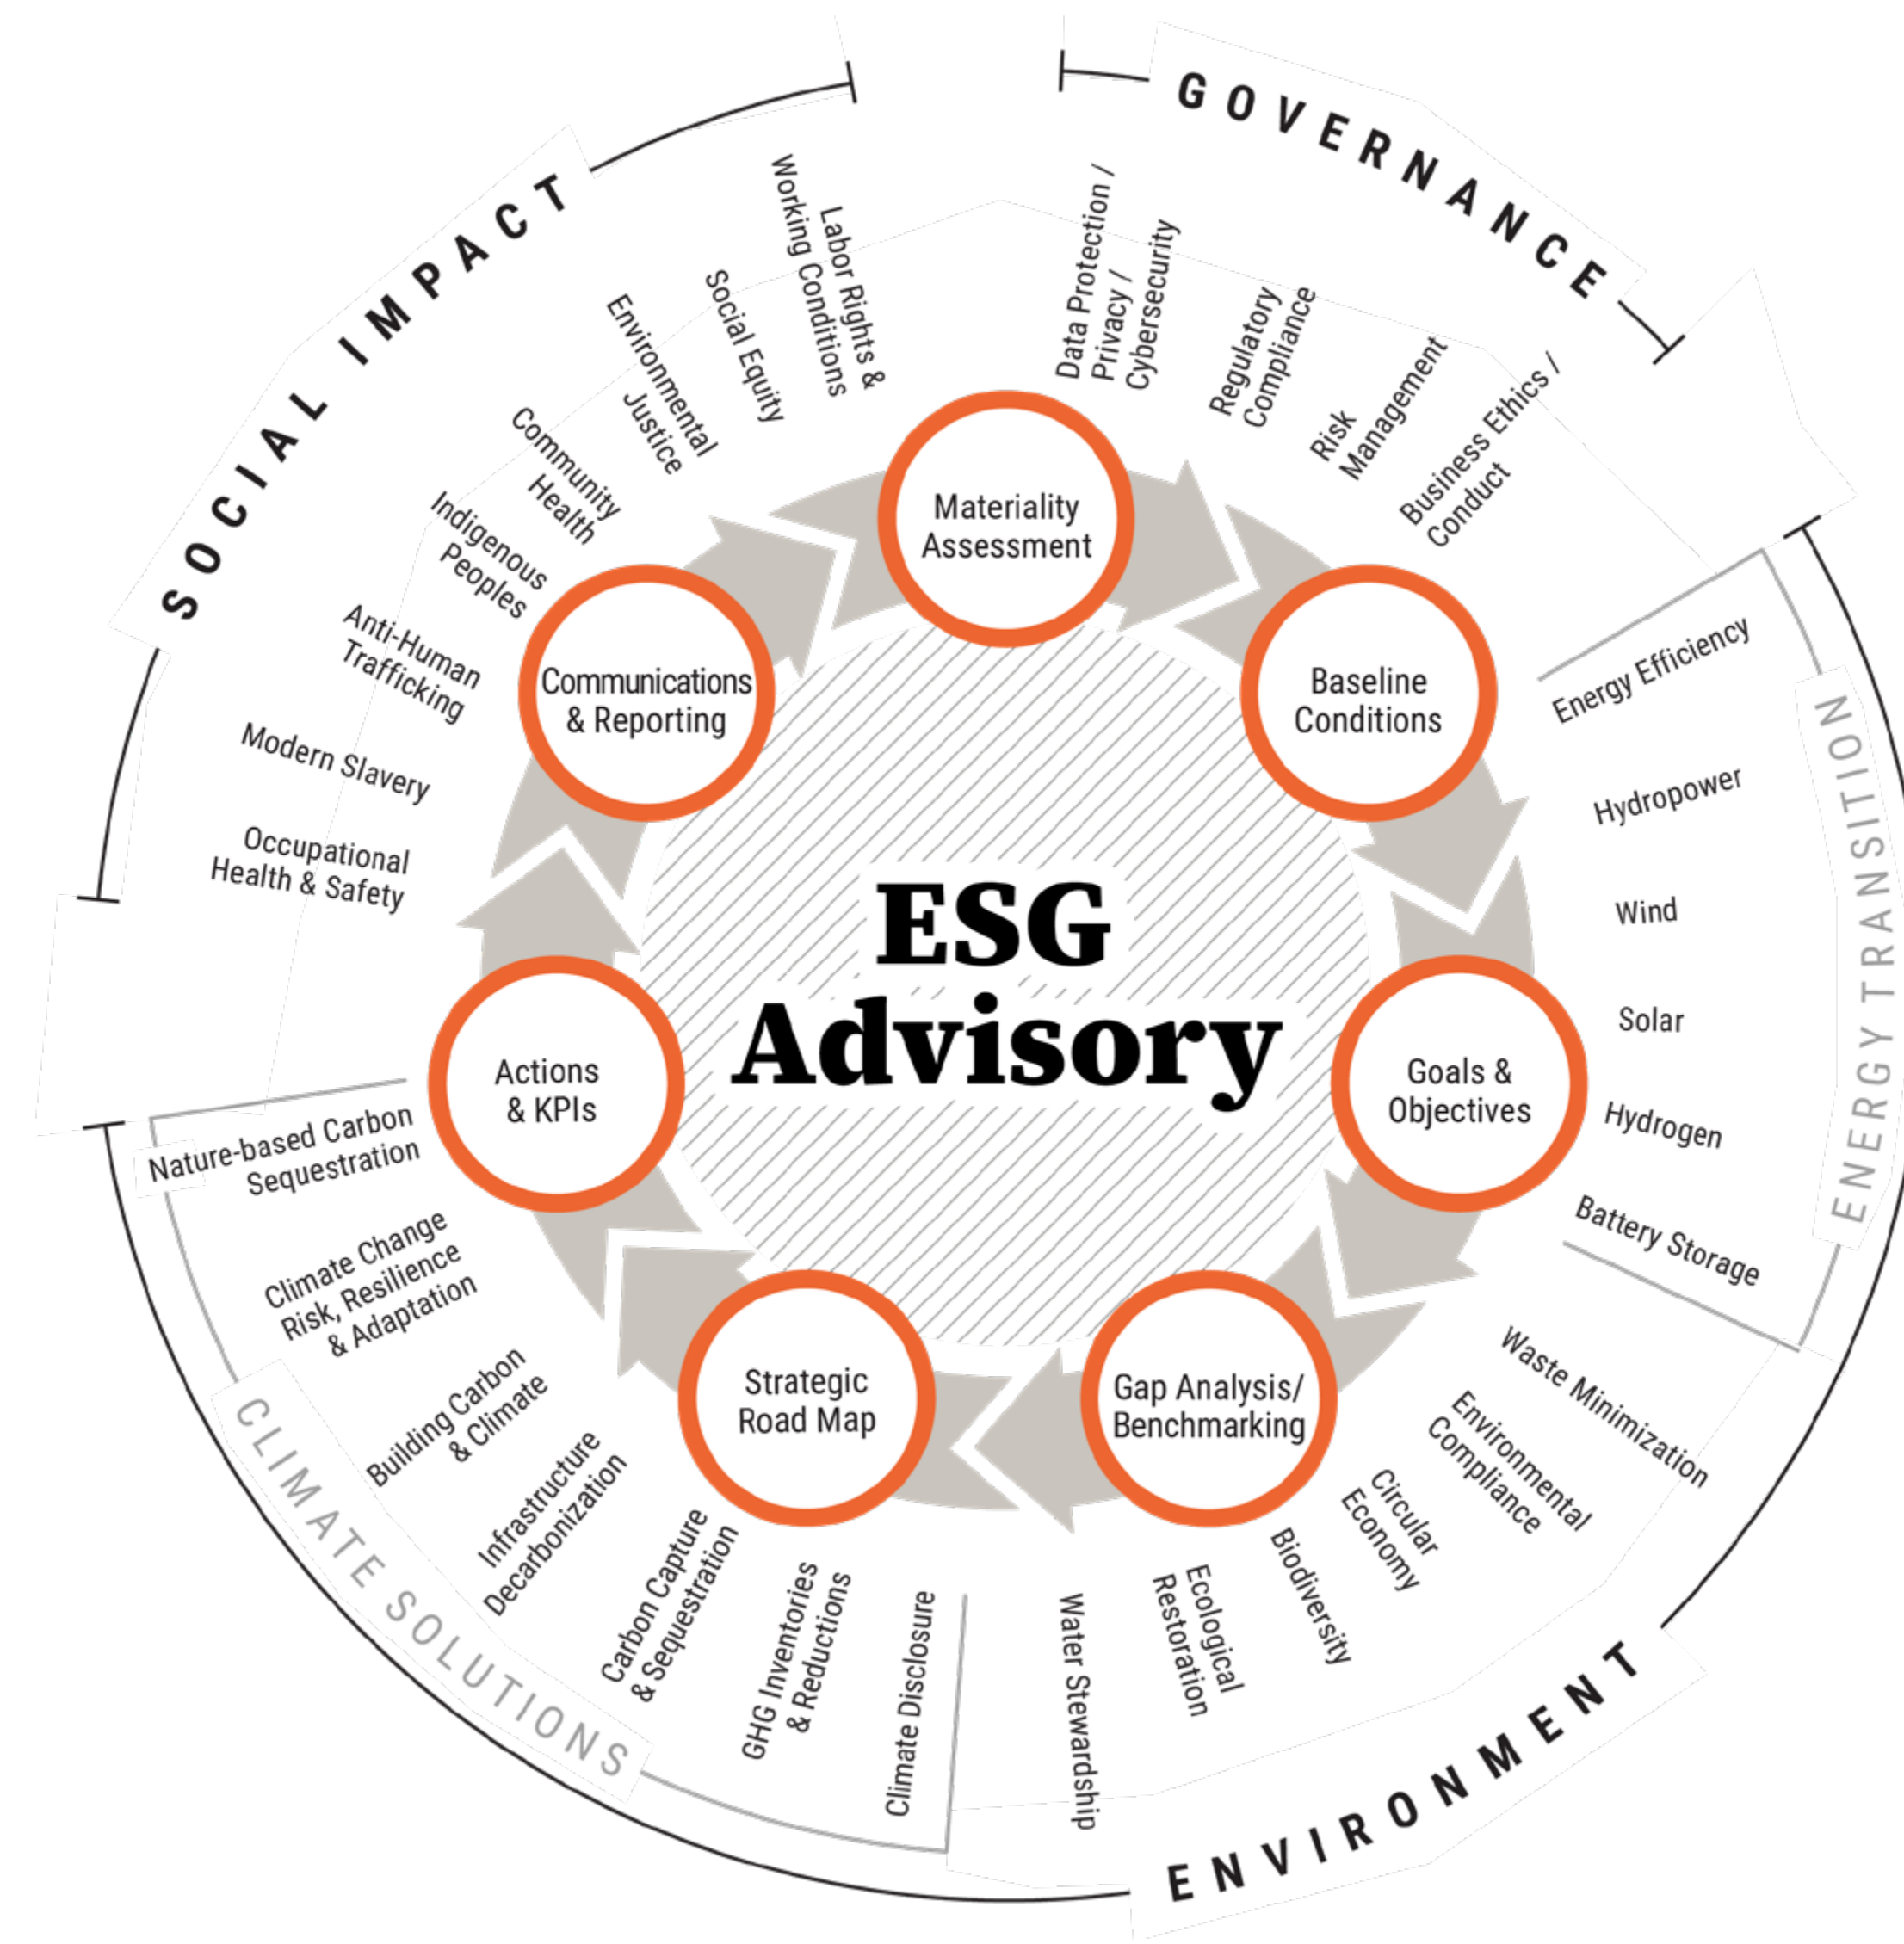 GOVERNANCE
Data Protection /
Privacy /
Cybersecurity
Regulatory
Compliance
Risk
Management
Business Ethics /
Conduct
ENERGY TRANSITION
Energy Efficiency
Hydropower
Wind
Solar
Hydrogen
Battery Storage
ENVIRONMENT
Waste Minimization
Environmental
Compliance
Circular
Economy
Biodiversity
Ecological
Restoration
Water Stewardship
CLIMATE SOLUTIONS
Climate Disclosure
GHG Inventories
& Reductions
Carbon Capture
& Sequestration
Infrastructure
Decarbonization
Building Carbon
& Climate
Climate Change
Risk, Resilience
& Adaptation
Nature-based Carbon
Sequestration
SOCIAL IMPACT
Occupational
Health & Safety
Modern Slavery
Anti-Human
Trafficking
Indigenous
Peoples
Community
Health
Environmental
Justice
Social Equity
Labor Rights &
Working Conditions
Materiality
Assessment
Baseline
Conditions
Goals &
Objectives
Gap Analysis/
Benchmarking
Strategic
Road Map
Actions
& KPIs
Communications
& Reporting
ESG
Advisory